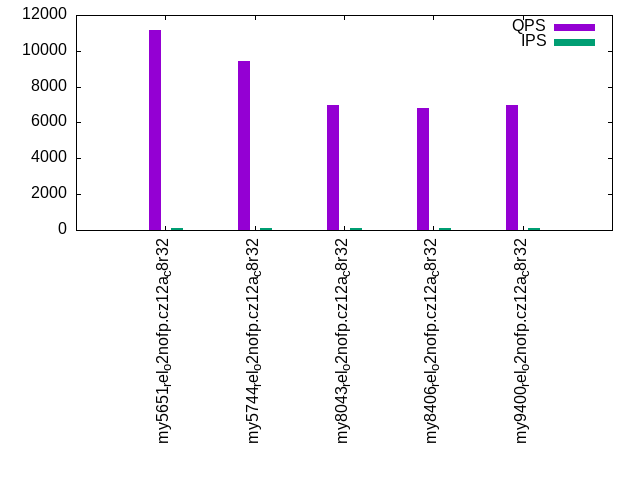 12000
10000
8000
6000
4000
2000
0
QPS
IPS
my5651relo2nofp.cz12ac8r32
my5744relo2nofp.cz12ac8r32
my8043relo2nofp.cz12ac8r32
my8406relo2nofp.cz12ac8r32
my9400relo2nofp.cz12ac8r32